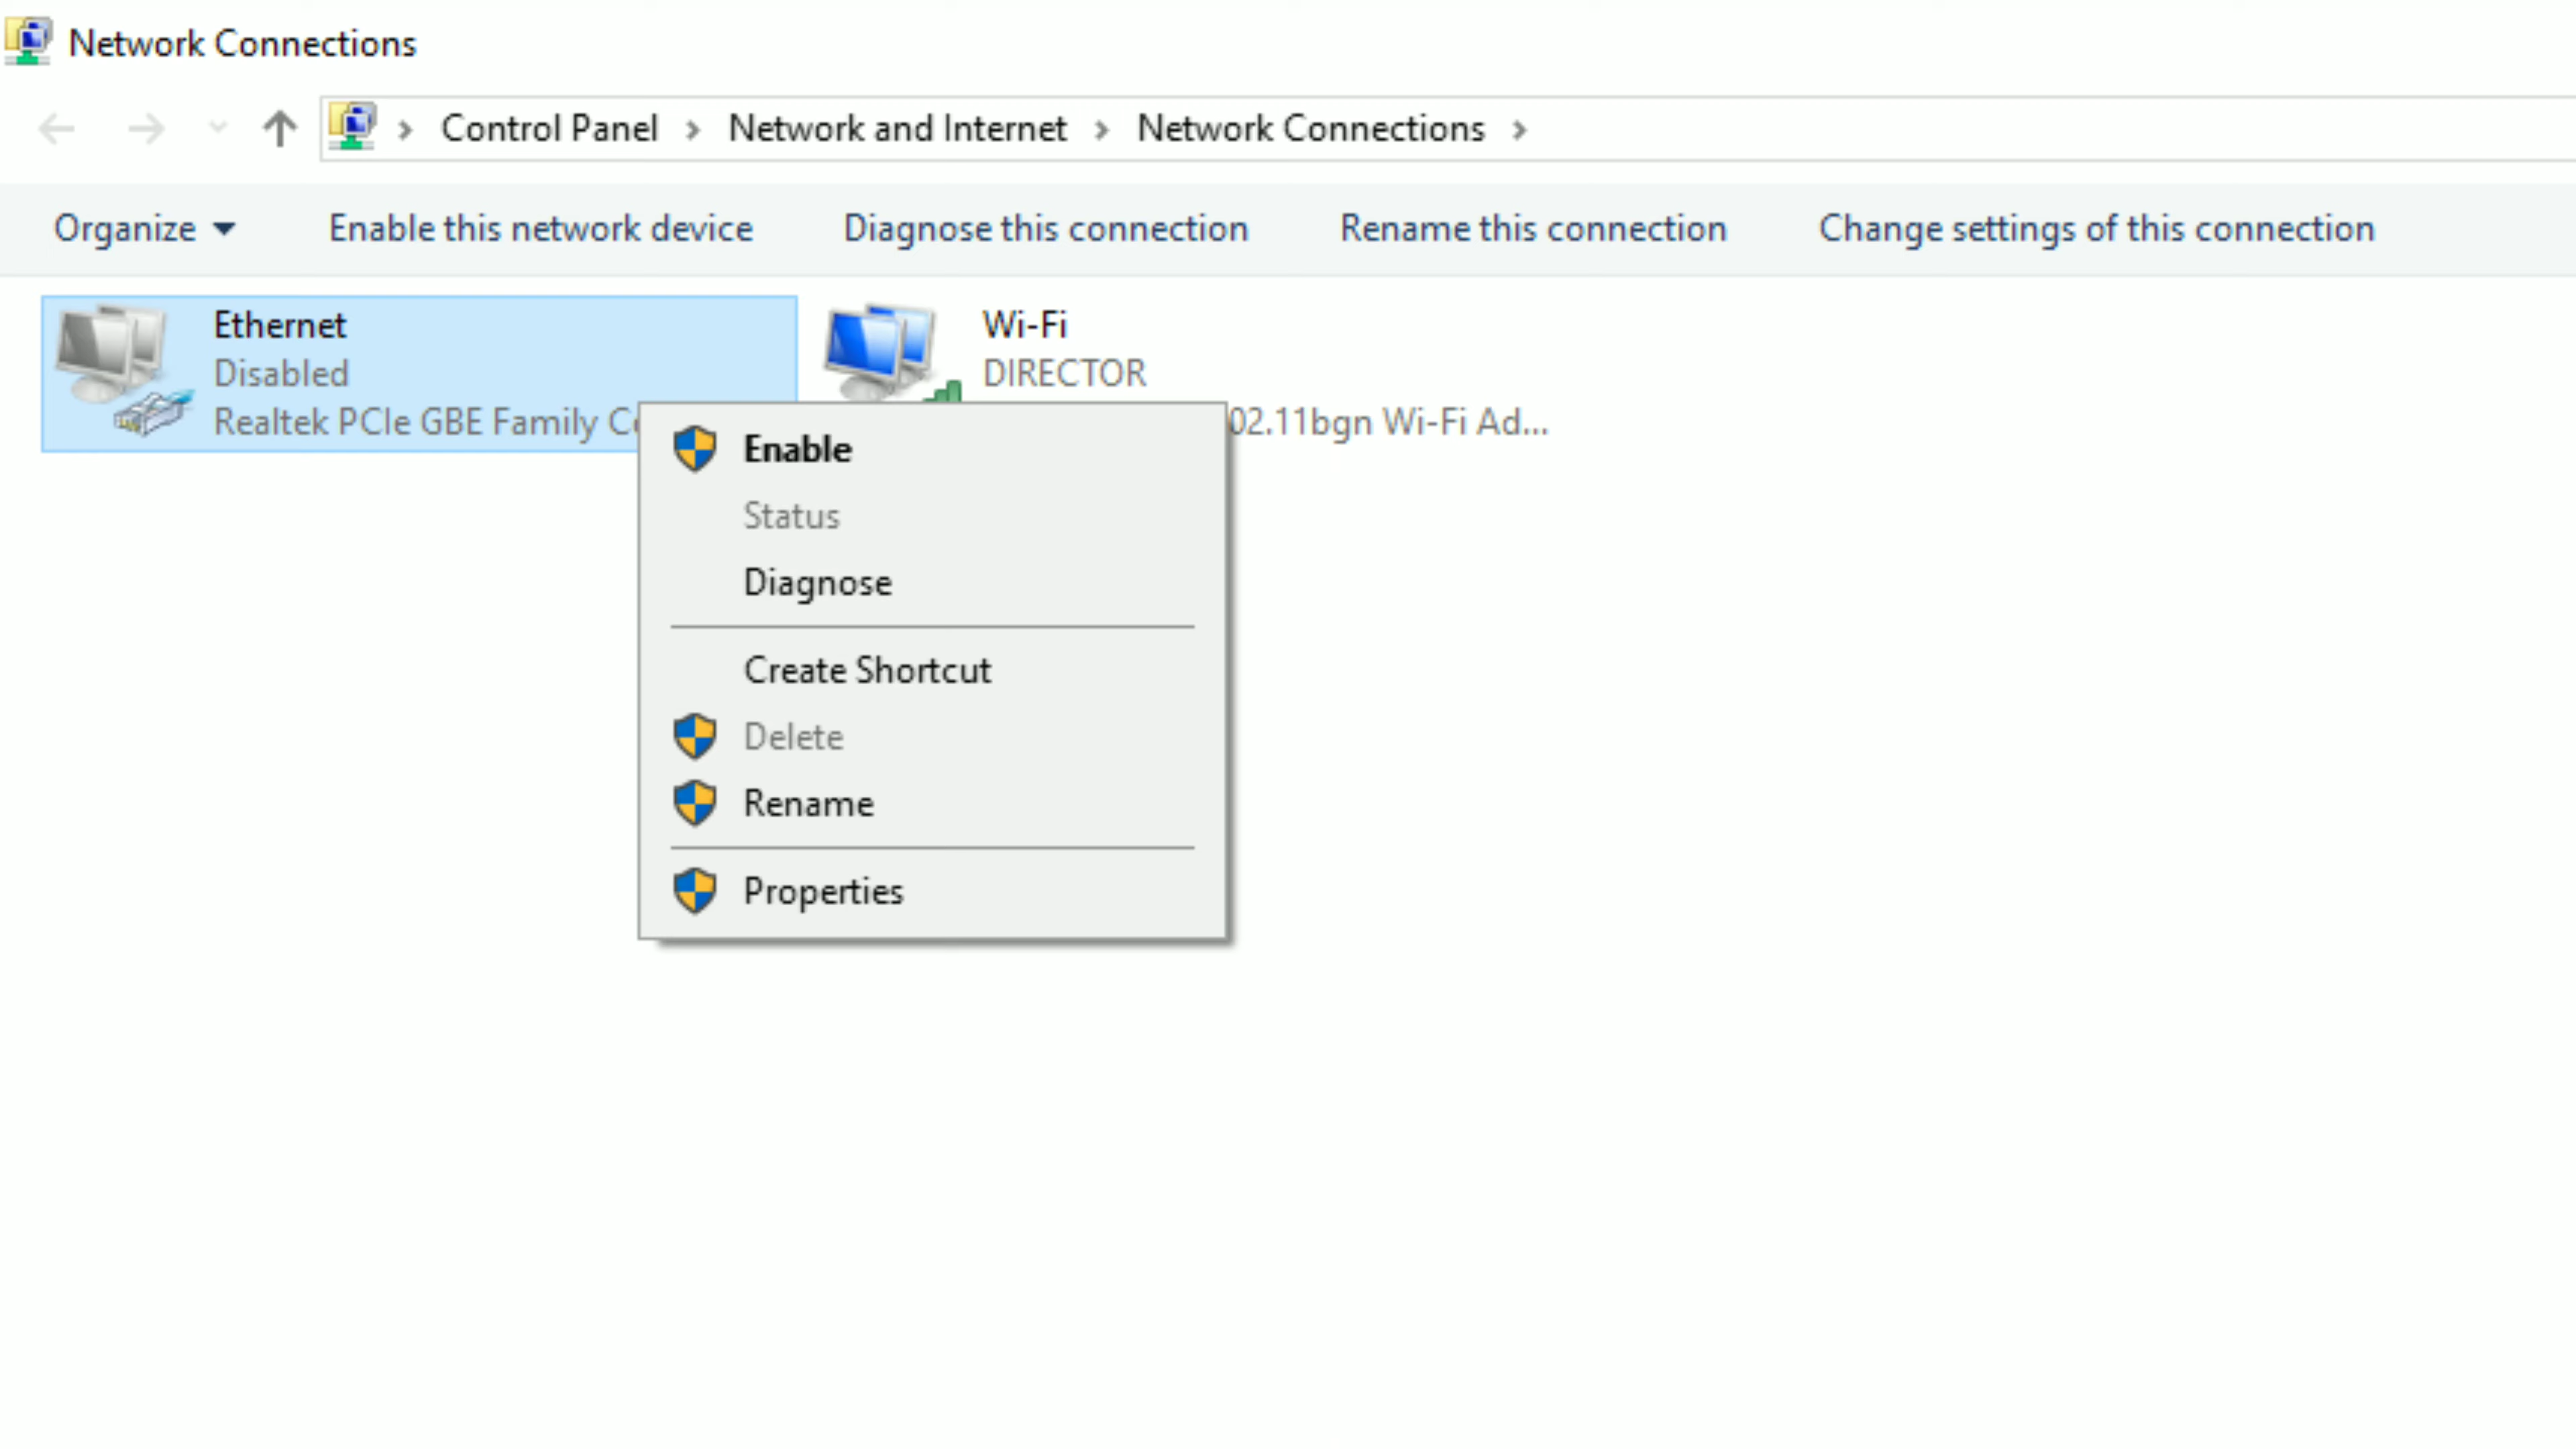 Network Connections
Control Panel > Network and Internet > Network Connections >
Organize Enable this network device Diagnose this connection Rename this connection Change settings of this connection
Ethernet
Disabled
Realtek PCIe GBE Family
Wi-Fi
DIRECTOR
02.11bgn Wi-Fi Ad...
Enable
Status
Diagnose
Create Shortcut
Delete
Rename
Properties